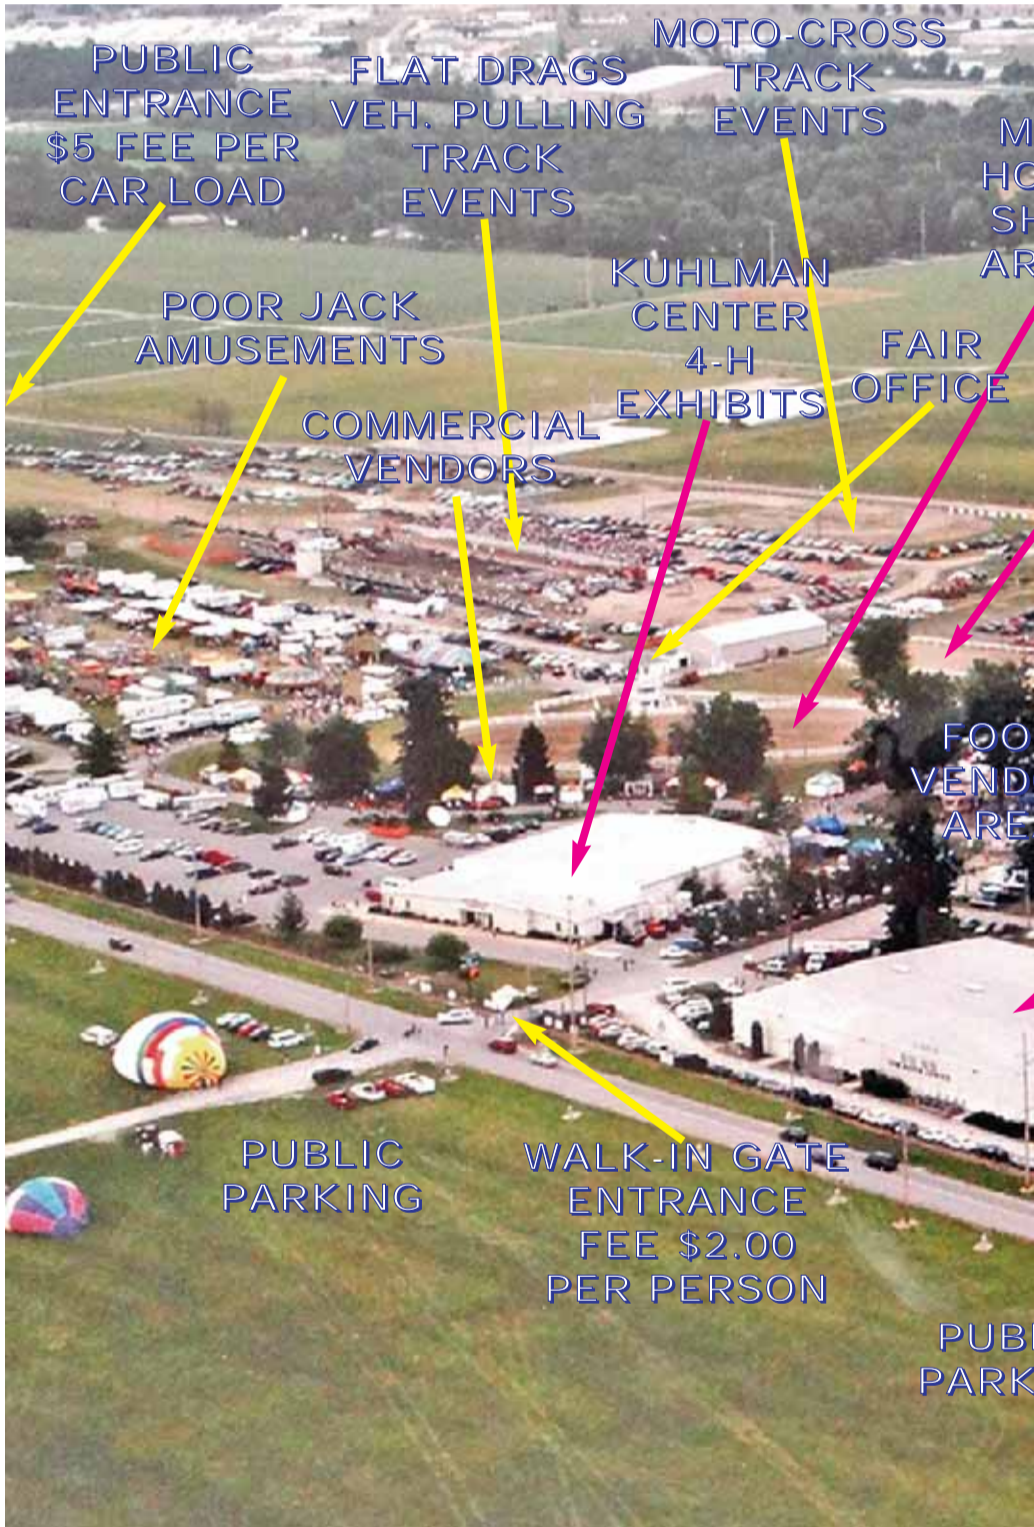 PUBLIC
ENTRANCE
$5 FEE PER
CAR LOAD
FLAT DRAGS
VEH. PULLING
TRACK
EVENTS
MOTO-CROSS
TRACK
EVENTS
POOR JACK
AMUSEMENTS
KUHLMAN
CENTER
4-H
EXHIBITS
FAIR
OFFICE
COMMERCIAL
VENDORS
PUBLIC
PARKING
WALK-IN GATE
ENTRANCE
FEE $2.00
PER PERSON